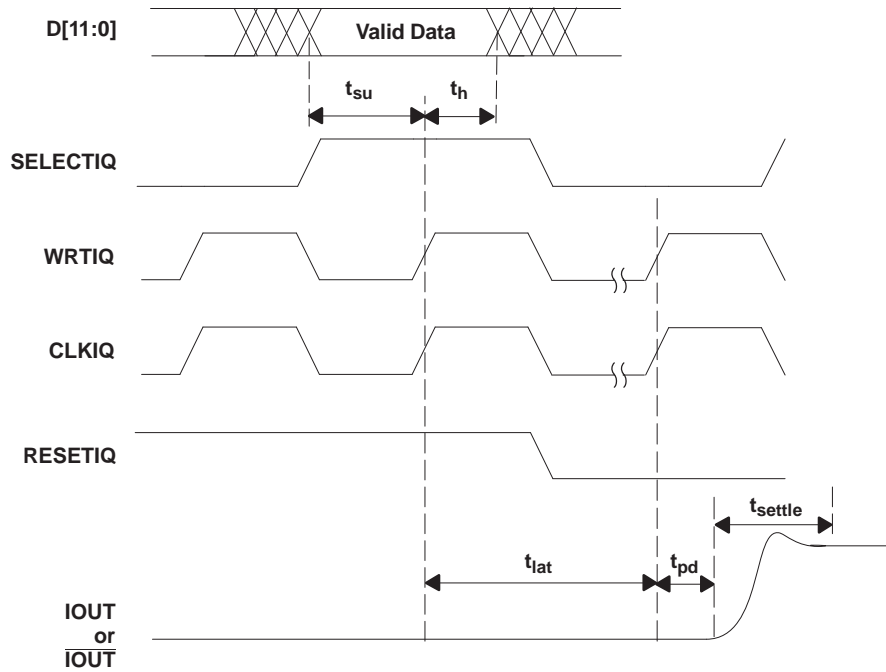 D[11:0]
Valid Data
tsu
th
SELECTIQ
WRTIQ
CLKIQ
RESETIQ
tsettle
tlat
tpd
IOUT
or
IOUT